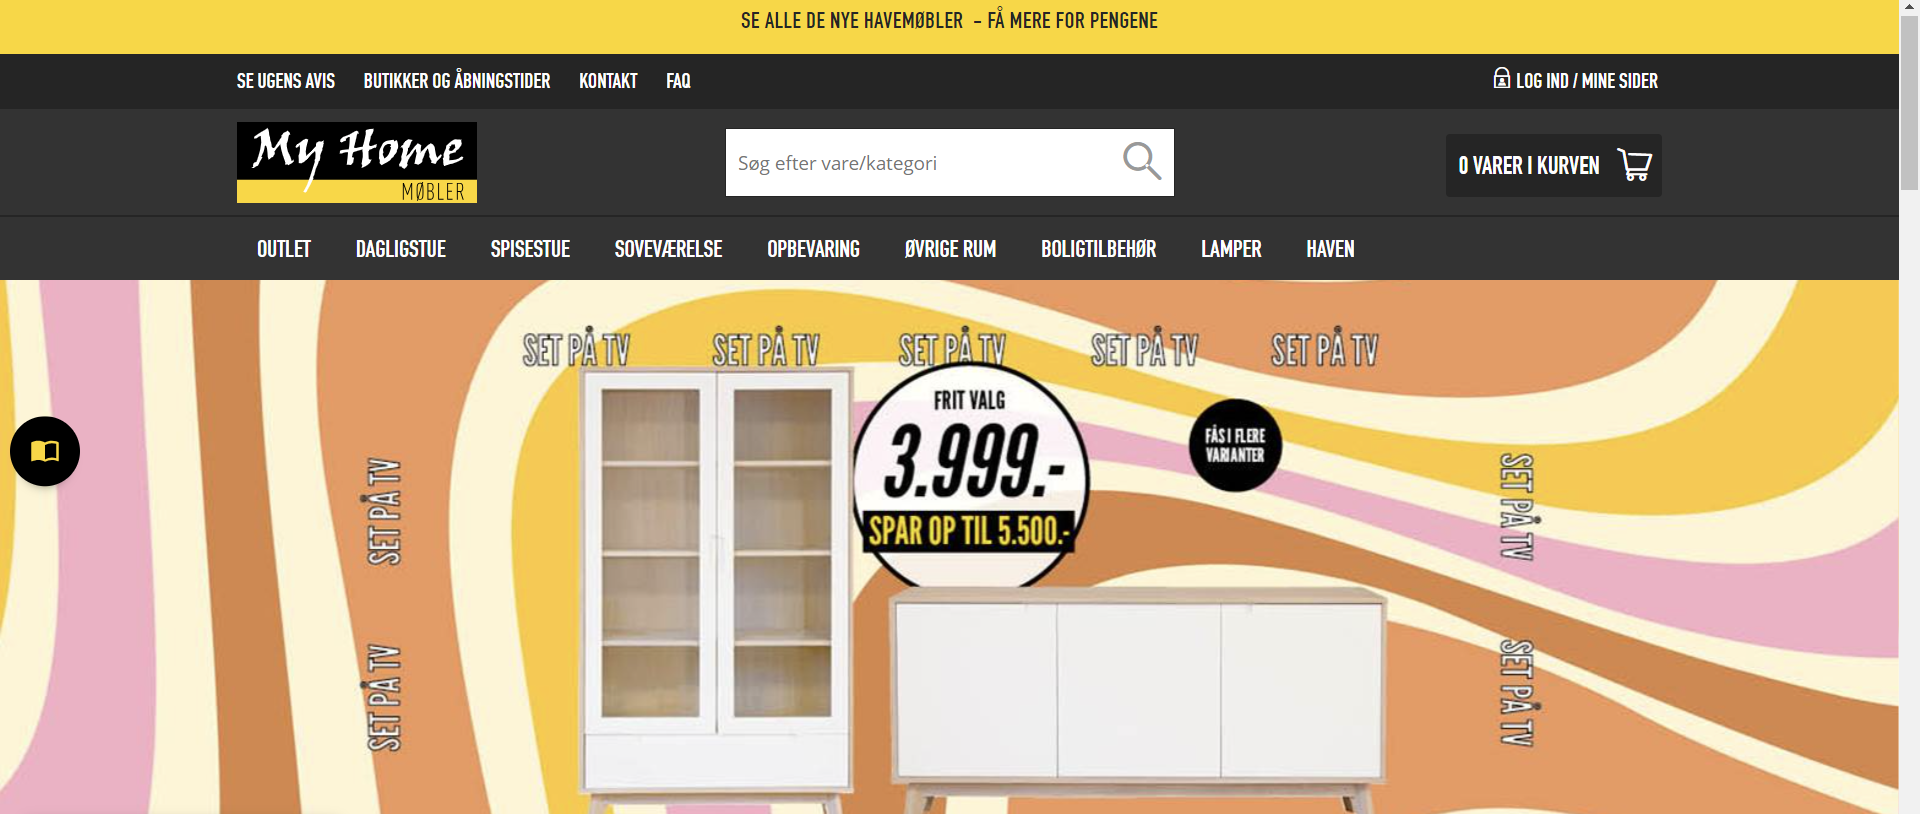 SE ALLE DE NYE HAVEMØBLER - FÅ MERE FOR PENGENE
SE UGENS AVIS
BUTIKKER OG ÅBNINGSTIDER
KONTAKT
FAQ
LOG IND / MINE SIDER
My Home
MØBLER
Søg efter vare/kategori
0 VARER I KURVEN
OUTLET
DAGLIGSTUE
SPISESTUE
SOVEVÆRELSE
OPBEVARING
ØVRIGE RUM
BOLIGTILBEHØR
LAMPER
HAVEN
SET PÅ TV
SET PÅ TV
SET PÅ TV
SET PÅ TV
SET PÅ TV
FRIT VALG
3.999.-
SPAR OP TIL 5.500.-
FÅS I FLERE
VARIANTER
SET PÅ TV
SET PÅ TV
SET PÅ TV
SET PÅ TV